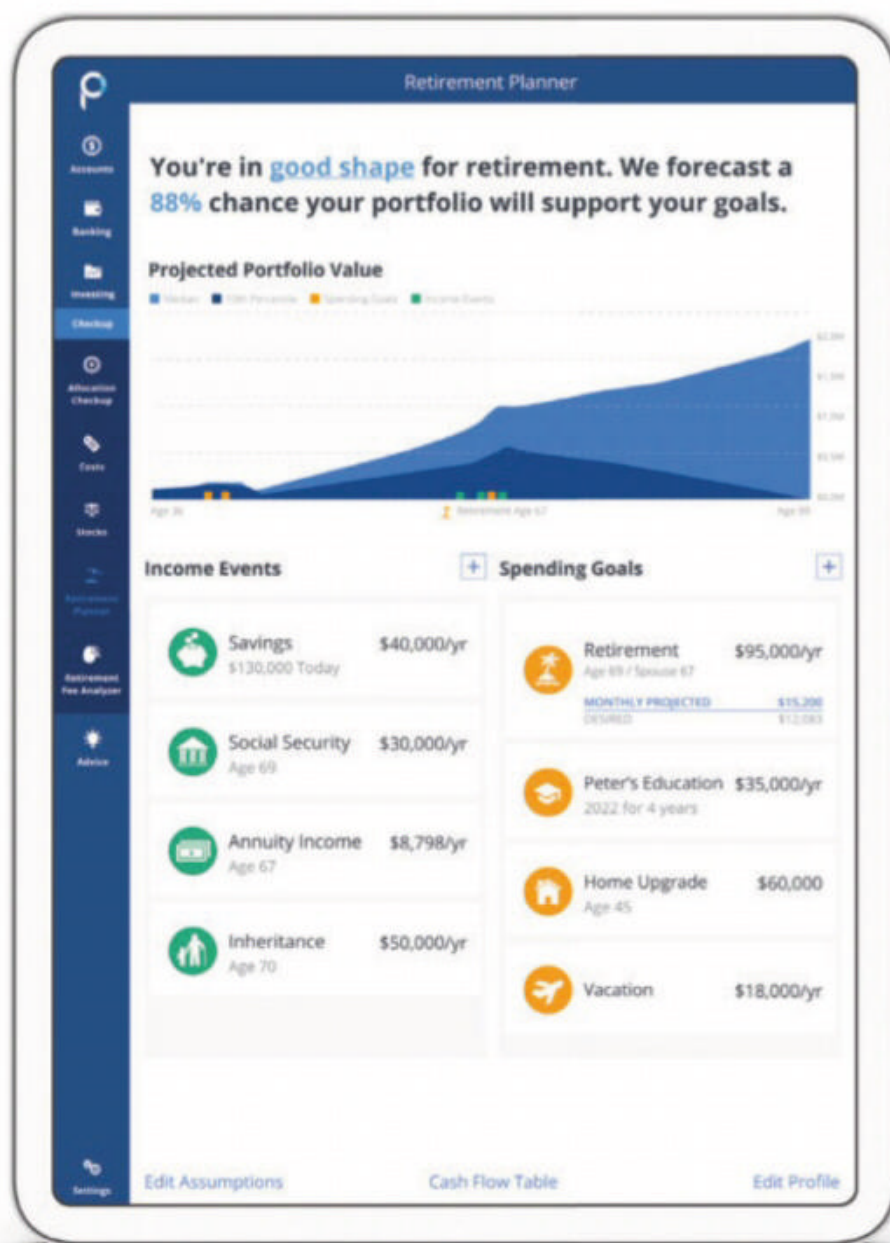 Retirement Planner
Accounts
Banking
Investing
Checkup
Allocation
Checkup
Costs
Stocks
Retirement
Planner
Retirement
Fee Analyzer
Advice
Settings
You're in good shape for retirement. We forecast a
88% chance your portfolio will support your goals.
Projected Portfolio Value
Median 10th Percentile Spending Goals Income Events
Age 36
Retirement Age 67
Income Events +
Savings $40,000/yr
$130,000 Today
Social Security $30,000/yr
Age 69
Annuity Income $8,798/yr
Age 67
Inheritance $50,000/yr
Age 70
Spending Goals +
Retirement $95,000/yr
Age 69 / Spouse 67
MONTHLY PROJECTED $15,200
DESIRED $12,083
Peter's Education $35,000/yr
2022 for 4 years
Home Upgrade $60,000
Age 45
Vacation $18,000/yr
Edit Assumptions
Cash Flow Table
Edit Profile